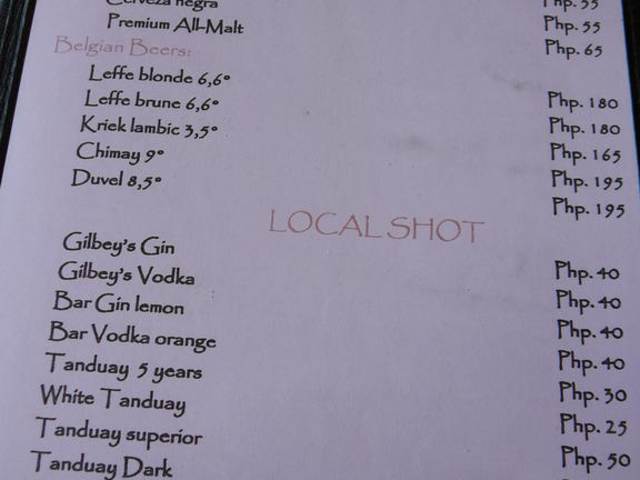 Php. 55
Cerveza negra Php. 55
Premium All-Malt Php. 65
Belgian Beers:
Leffe blonde 6,6° Php. 180
Leffe brune 6,6° Php. 180
Kriek lambic 3,5° Php. 165
Chimay 9° Php. 195
Duvel 8,5° Php. 195
LOCAL SHOT
Gilbey's Gin Php. 40
Gilbey's Vodka Php. 40
Bar Gin lemon Php. 40
Bar Vodka orange Php. 40
Tanduay 5 years Php. 30
White Tanduay Php. 25
Tanduay superior Php. 50
Tanduay Dark